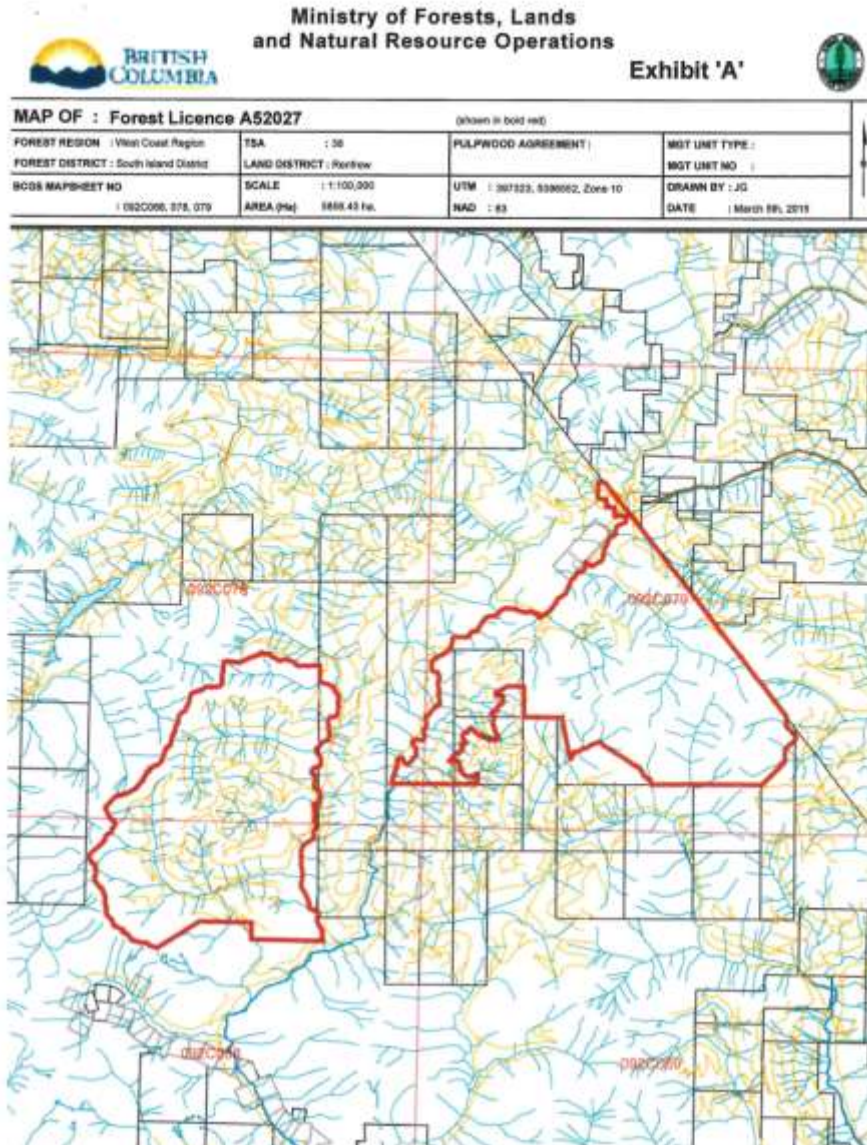 Ministry of Forests, Lands
and Natural Resource Operations
BRITISH
COLUMBIA
Exhibit 'A'
MAP OF : Forest Licence A52027
(shown in bold red)
FOREST REGION : West Coast Region
FOREST DISTRICT : South Island District
TSA : 38
LAND DISTRICT : Renfrew
PULPWOOD AGREEMENT :
MGT UNIT TYPE :
MGT UNIT NO :
BCGS MAPSHEET NO
: 092C068, 078, 079
SCALE : 1:100,000
AREA (Ha)
ha.
UTM : Zone 10
NAD : 83
DRAWN BY : JG
DATE : March
092C078
092C079
092C068
092C069